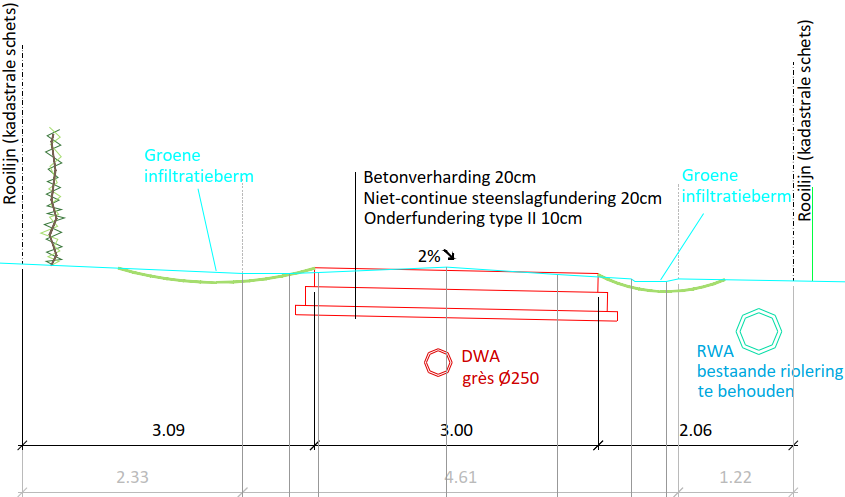 Rooilijn (kadastrale schets)
Rooilijn (kadastrale schets)
Groene
infiltratieberm
Betonverharding 20cm
Niet-continue steenslagfundering 20cm
Onderfundering type II 10cm
Groene
infiltratieberm
2%
DWA
grès Ø250
RWA
bestaande riolering
te behouden
3.09
3.00
2.06
2.33
4.61
1.22